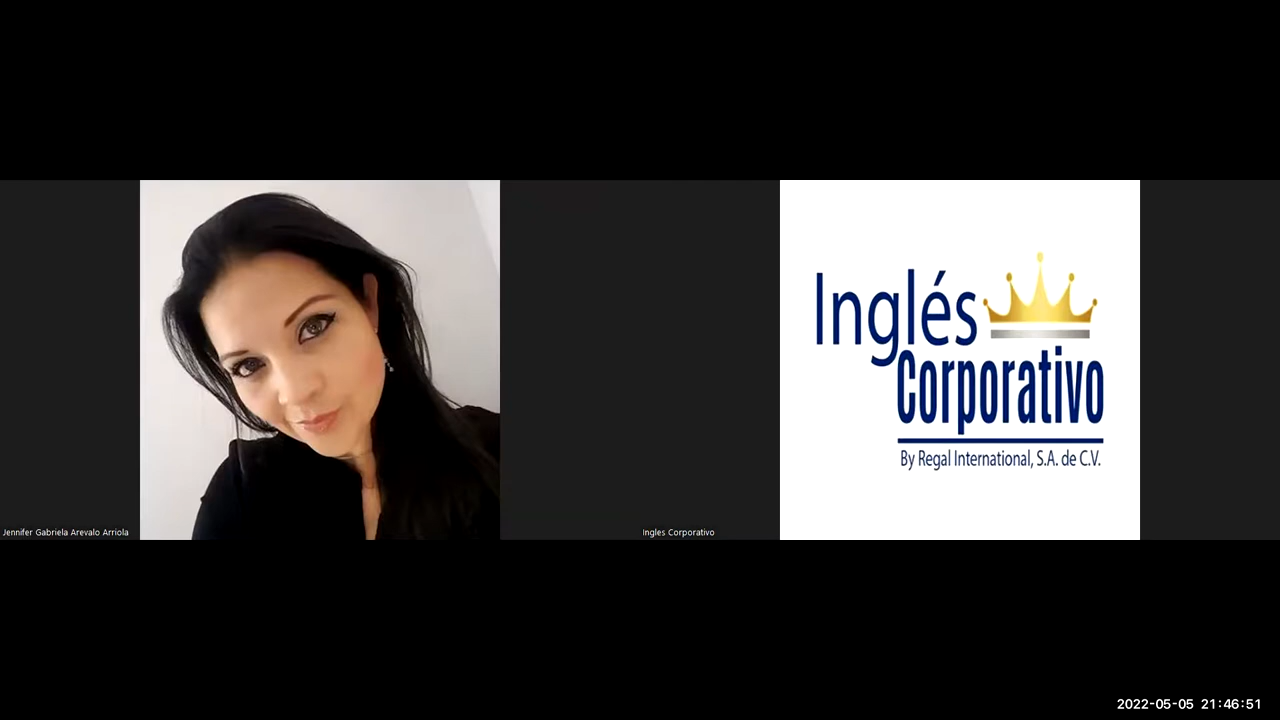 Inglés
Corporativo
By Regal International, S.A. de C.V.
Jennifer Gabriela Arevalo Arriola
Ingles Corporativo
2022-05-05 21:46:51